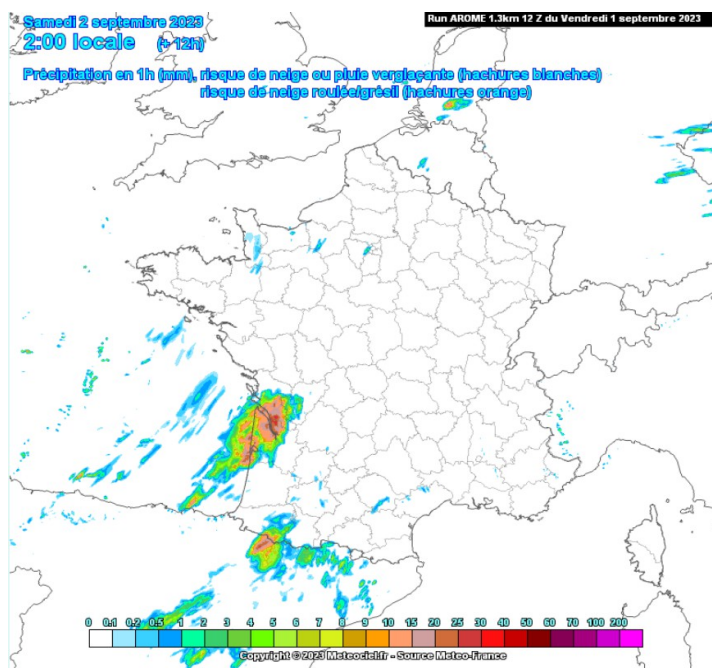 Samedi 2 septembre 2023
Run AROME 1.3km 12 Z du Vendredi 1 septembre 2023
2:00 locale (+ 12h)
Précipitation en 1h (mm), risque de neige ou pluie verglaçante (hachures blanches)
risque de neige roulée/grésil (hachures orange)
0 0.1 0.2 0.5 1 2 3 4 5 6 7 8 9 10 15 20 25 30 40 50 60 70 100 200
Copyright © 2023 Meteociel.fr - Source Meteo-France